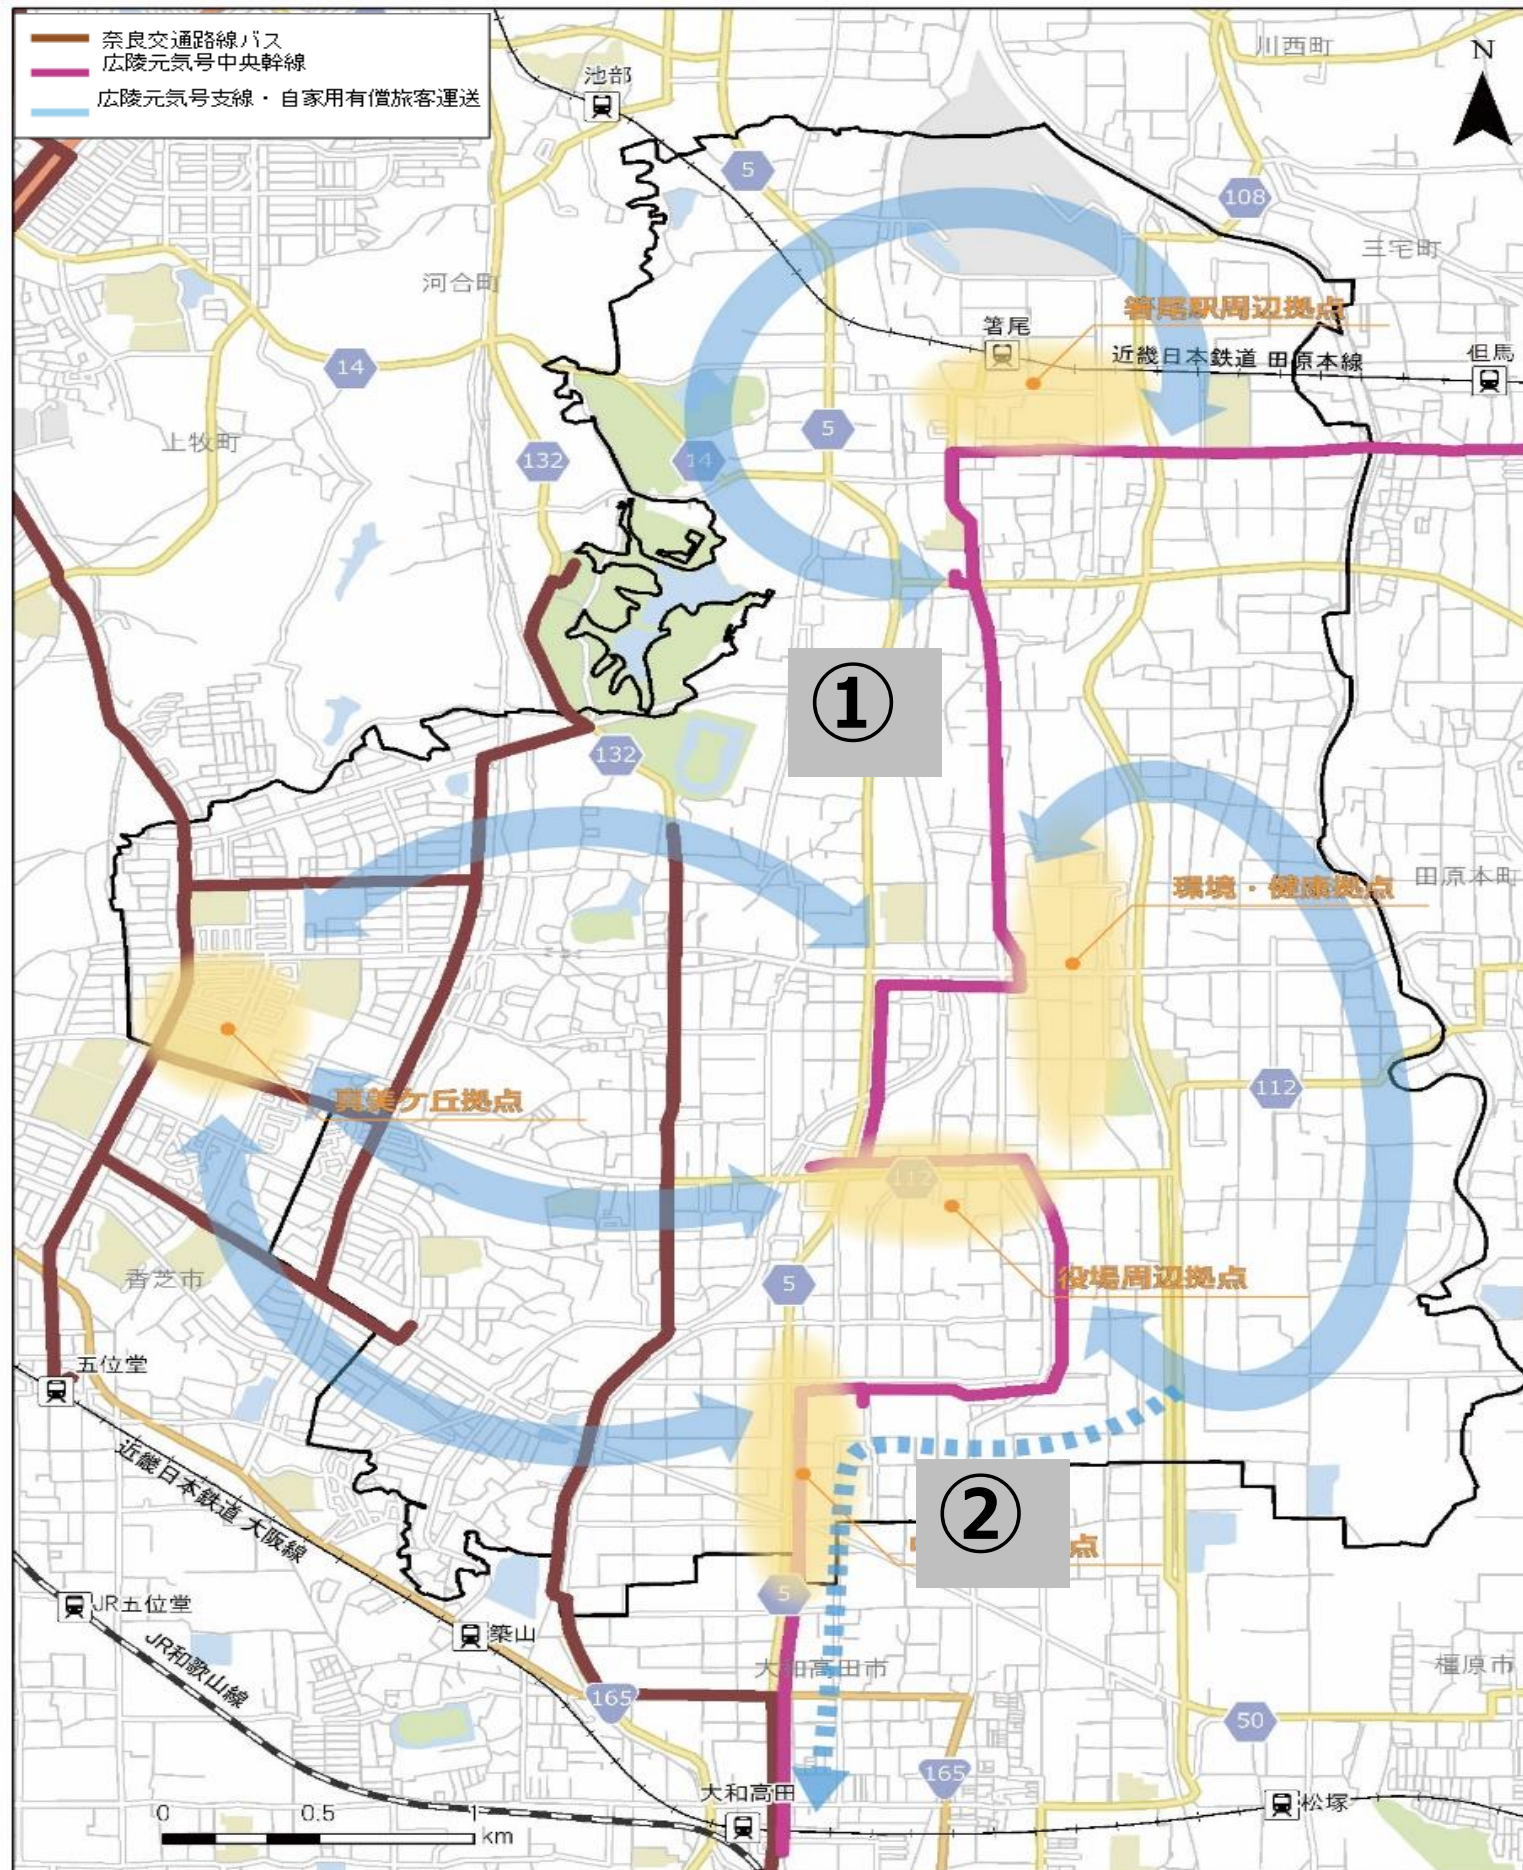 奈良交通路線バス
広陵元気号中央幹線
広陵元気号支線・自家用有償旅客運送
N
川西町
池部
5
108
三宅町
河合町
箸尾駅周辺拠点
箸尾
近畿日本鉄道 田原本線
但馬
14
5
上牧町
132
14
①
132
田原本町
環境・健康拠点
真美ケ丘拠点
112
112
役場周辺拠点
香芝市
5
五位堂
近畿日本鉄道 大阪線
②
点
5
JR五位堂
築山
JR和歌山線
大和高田市
橿原市
165
50
165
大和高田
松塚
0
0.5
1
km